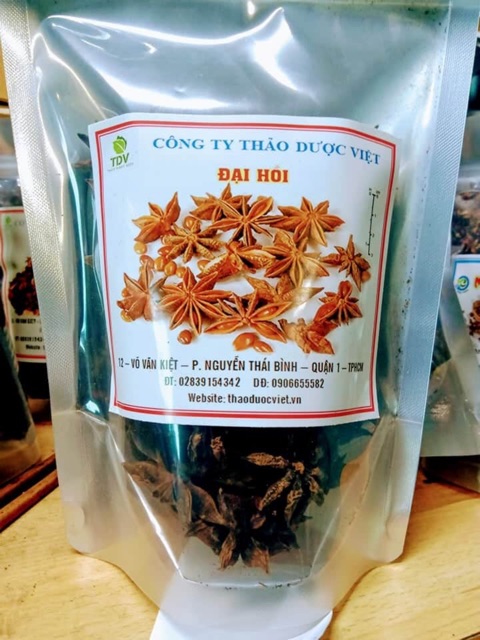 TDV
CÔNG TY THẢO DƯỢC VIỆT
ĐẠI HỒI
12 – VÕ VĂN KIỆT – P. NGUYỄN THÁI BÌNH – QUẬN 1 – TPHCM
ĐT: 02839154342 DĐ: 0906655582
Website: thaoduocviet.vn